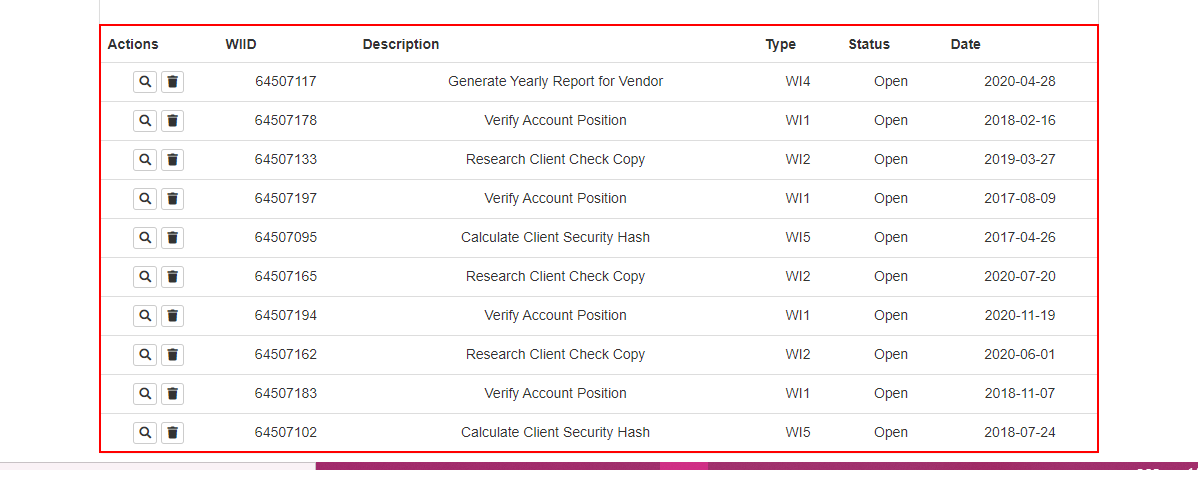 Actions WIID Description Type Status Date
64507117 Generate Yearly Report for Vendor WI4 Open 2020-04-28
64507178 Verify Account Position WI1 Open 2018-02-16
64507133 Research Client Check Copy WI2 Open 2019-03-27
64507197 Verify Account Position WI1 Open 2017-08-09
64507095 Calculate Client Security Hash WI5 Open 2017-04-26
64507165 Research Client Check Copy WI2 Open 2020-07-20
64507194 Verify Account Position WI1 Open 2020-11-19
64507162 Research Client Check Copy WI2 Open 2020-06-01
64507183 Verify Account Position WI1 Open 2018-11-07
64507102 Calculate Client Security Hash WI5 Open 2018-07-24